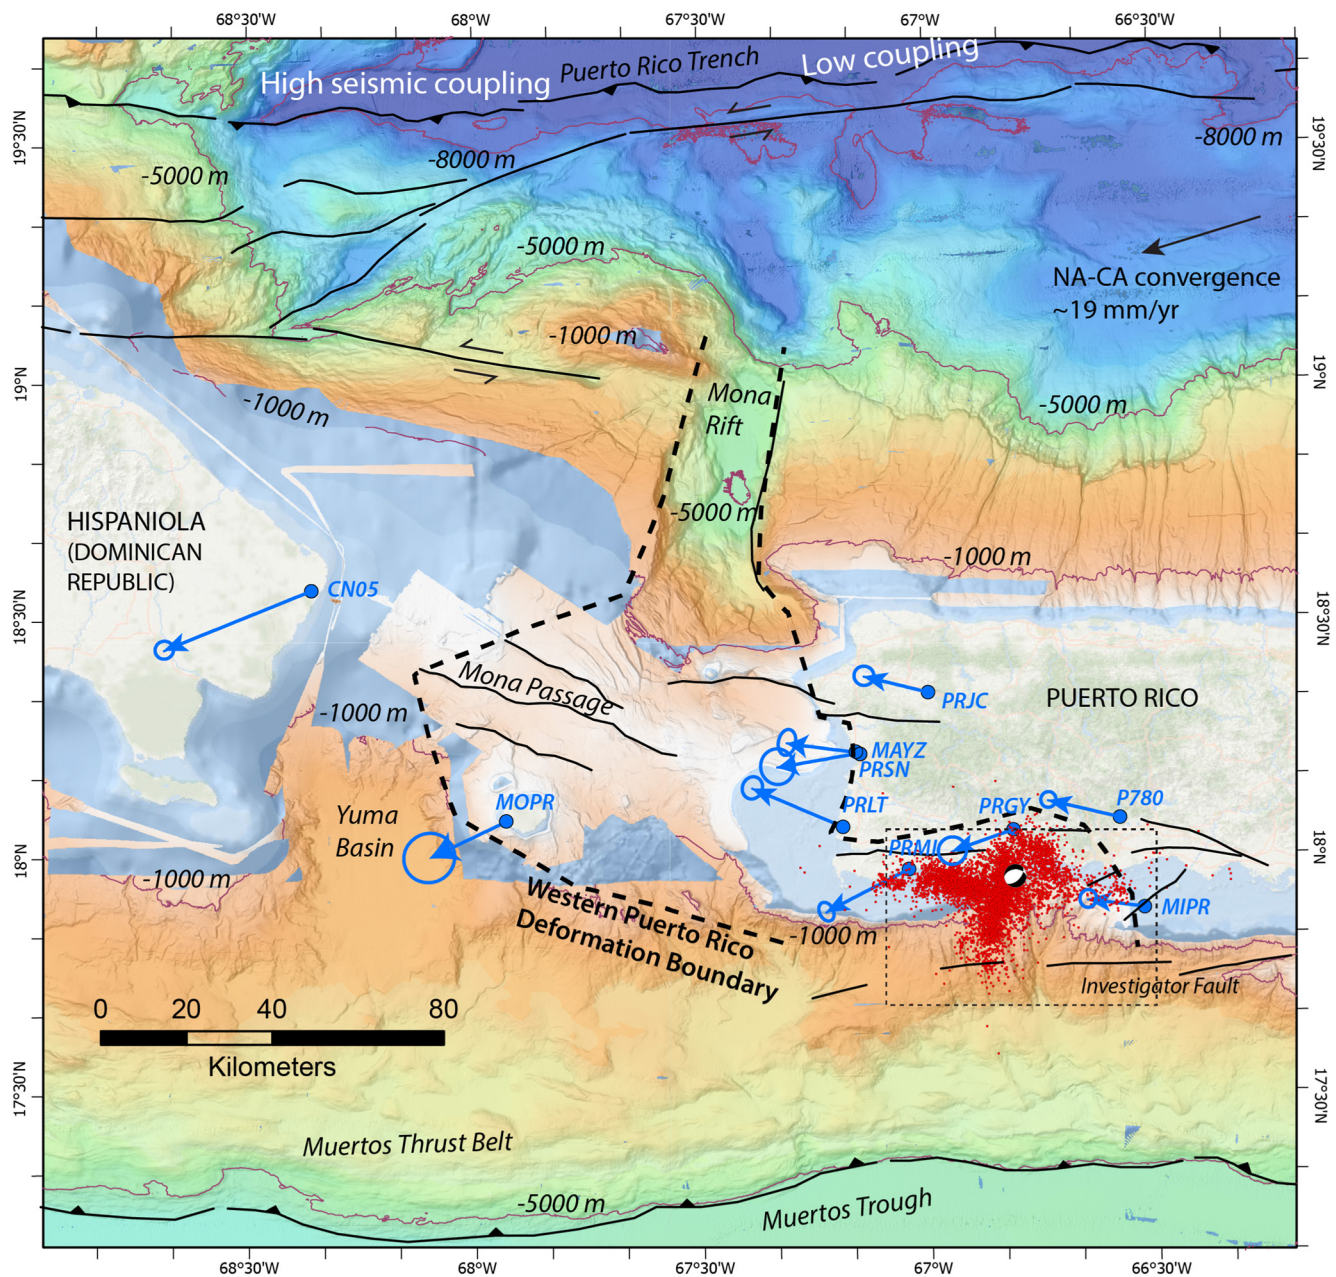 68°30'W 68°W 67°30'W 67°W 66°30'W
High seismic coupling
Puerto Rico Trench
Low coupling
19°30'N
19°30'N
-8000 m
-8000 m
-5000 m
-5000 m
NA-CA convergence
~19 mm/yr
-1000 m
19°N
19°N
Mona
Rift
-1000 m
-5000 m
-5000 m
HISPANIOLA
(DOMINICAN
REPUBLIC)
-1000 m
CN05
18°30'N
18°30'N
Mona Passage
PRJC
PUERTO RICO
-1000 m
MAYZ
PRSN
MOPR
PRLT
PRGY
P780
Yuma
Basin
PRMI
18°N
18°N
-1000 m
MIPR
Western Puerto Rico
Deformation Boundary
-1000 m
Investigator Fault
0 20 40 80
Kilometers
17°30'N
17°30'N
Muertos Thrust Belt
-5000 m
Muertos Trough
68°30'W 68°W 67°30'W 67°W 66°30'W